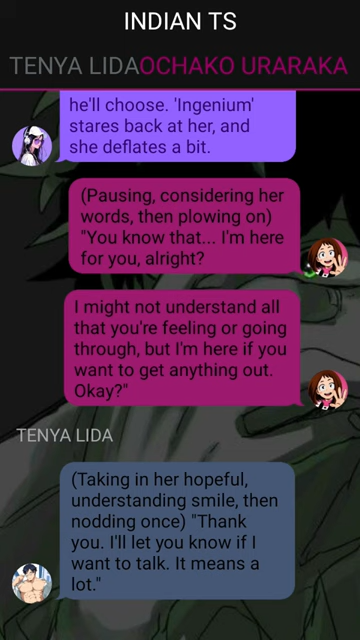 INDIAN TS
TENYA LIDA OCHAKO URARAKA
he'll choose. 'Ingenium'
stares back at her, and
she deflates a bit.
(Pausing, considering her
words, then plowing on)
"You know that... I'm here
for you, alright?
I might not understand all
that you're feeling or going
through, but I'm here if you
want to get anything out.
Okay?"
TENYA LIDA
(Taking in her hopeful,
understanding smile, then
nodding once) "Thank
you. I'll let you know if I
want to talk. It means a
lot."